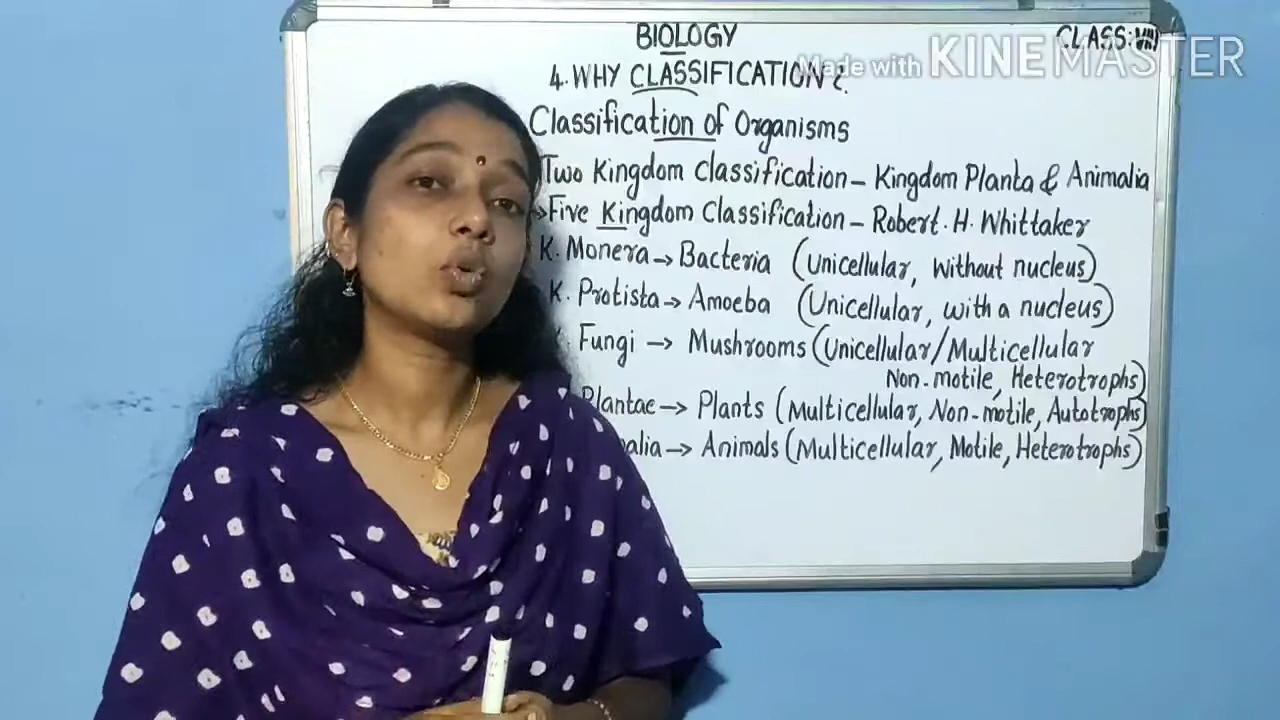 BIOLOGY
CLASS: VIII
Made with KINEMASTER
4. WHY CLASSIFICATION?
Classification of Organisms
Two Kingdom Classification – Kingdom Planta & Animalia
→ Five Kingdom Classification – Robert. H. Whittaker
K. Monera → Bacteria (Unicellular, Without nucleus)
K. Protista → Amoeba (Unicellular, with a nucleus)
Fungi → Mushrooms (Unicellular/Multicellular
Non-motile, Heterotrophs)
Plantae → Plants (Multicellular, Non-motile, Autotrophs)
alia → Animals (Multicellular, Motile, Heterotrophs)